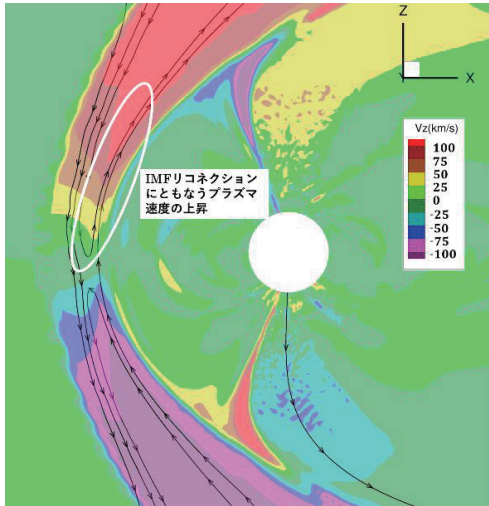 Z
Y
X
Vz(km/s)
100
75
50
25
0
-25
-50
-75
-100
IMFリコネクション
にともなうプラズマ
速度の上昇